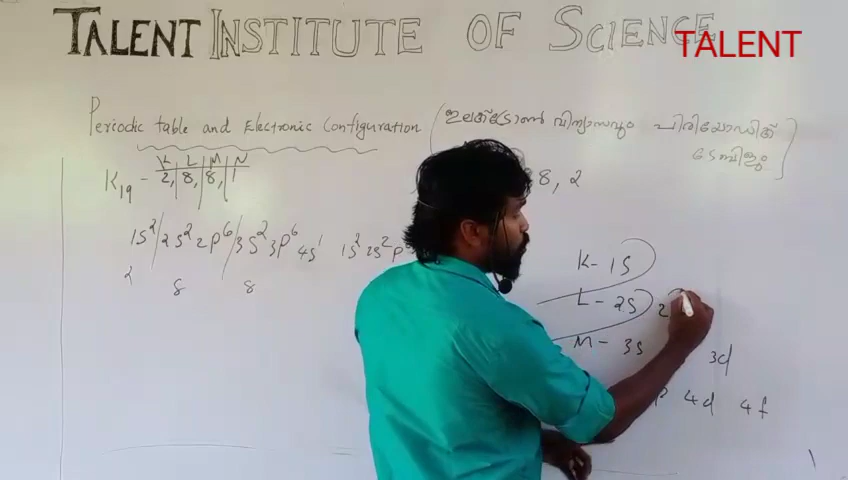 TALENT INSTITUTE OF SCIENCE
TALENT
Periodic table and Electronic Configuration (ഇലക്ട്രോൺ വിന്യാസവും പിരിയോഡിക്
ടേബിളും)
K L M N
K19 - 2, 8, 8, 1
8, 2
1s² / 2s² 2p⁶ / 3s² 3p⁶ 4s¹ 1s² 2s² p⁶
2 8 8
K - 1s
L - 2s 2
M - 3s 3d
p 4d 4f